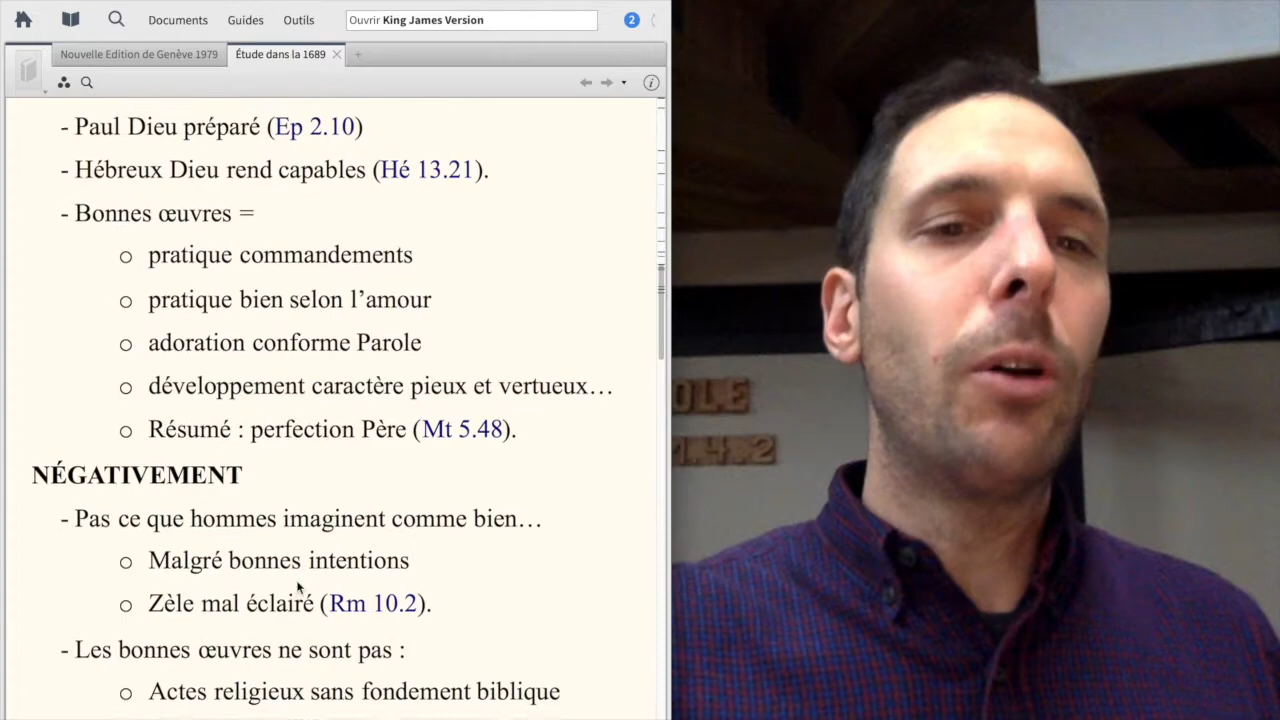 Documents Guides Outils Ouvrir King James Version 2
Nouvelle Edition de Genève 1979 Étude dans la 1689
- Paul Dieu préparé (Ep 2.10)
- Hébreux Dieu rend capables (Hé 13.21).
- Bonnes œuvres =
○ pratique commandements
○ pratique bien selon l’amour
○ adoration conforme Parole
○ développement caractère pieux et vertueux…
○ Résumé : perfection Père (Mt 5.48).
NÉGATIVEMENT
- Pas ce que hommes imaginent comme bien…
○ Malgré bonnes intentions
○ Zèle mal éclairé (Rm 10.2).
- Les bonnes œuvres ne sont pas :
○ Actes religieux sans fondement biblique
OLE
M.4.2